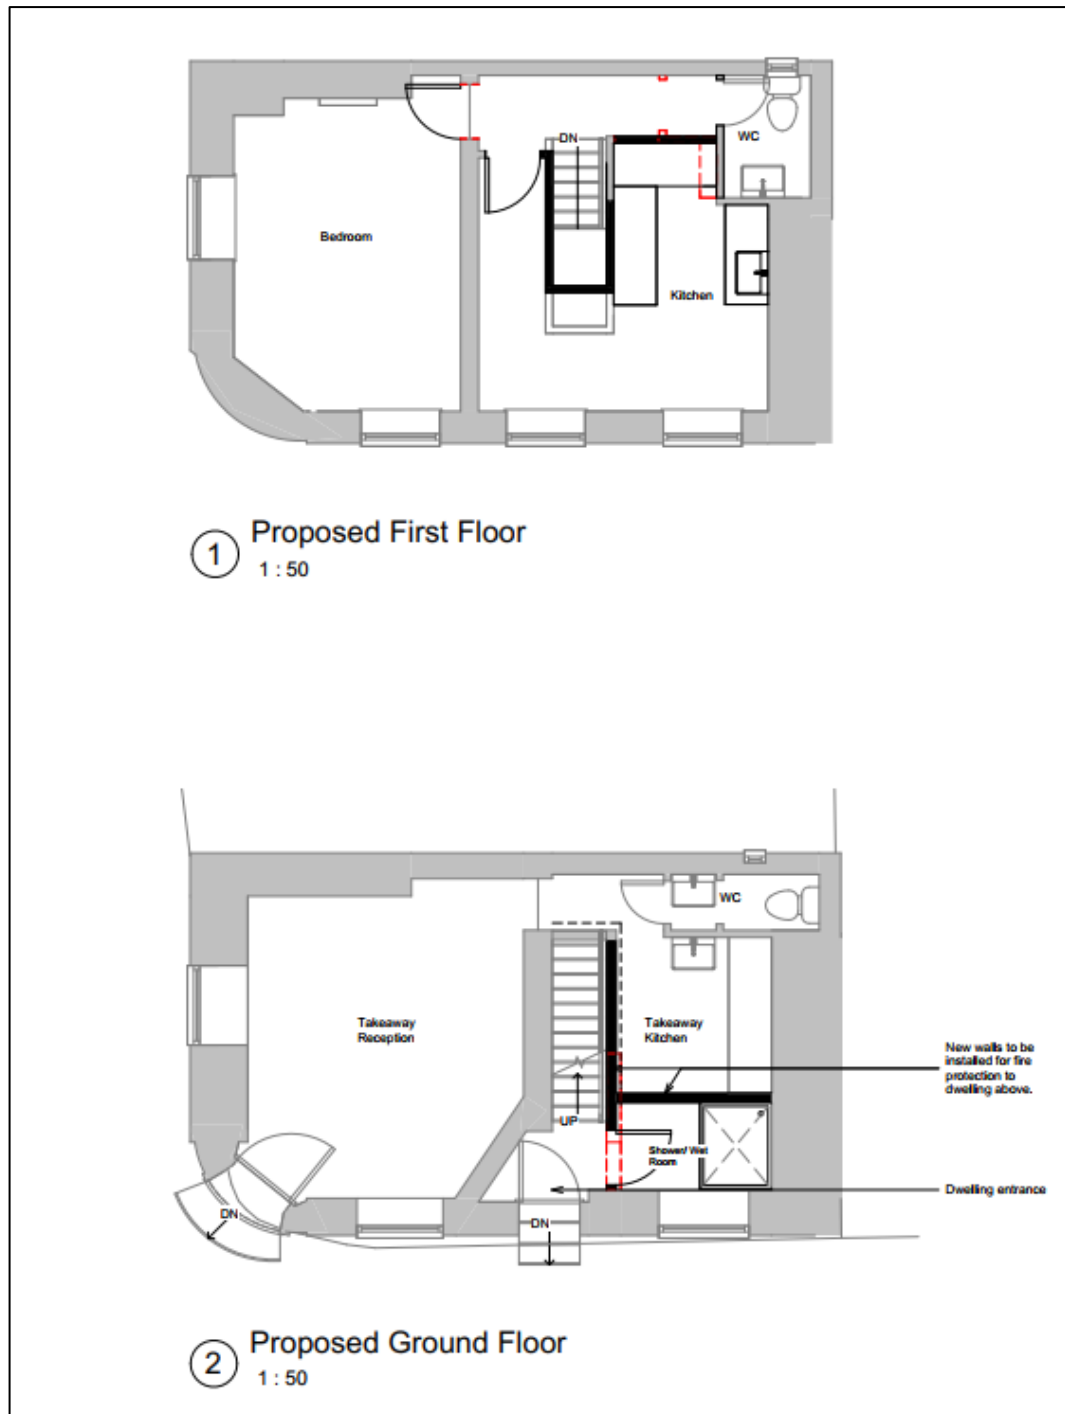 DN
WC
Bedroom
Kitchen
1
Proposed First Floor
1 : 50
WC
Takeaway
Reception
Takeaway
Kitchen
New walls to be
installed for fire
protection to
dwelling above.
UP
Shower/ Wet
Room
Dwelling entrance
DN
DN
2
Proposed Ground Floor
1 : 50